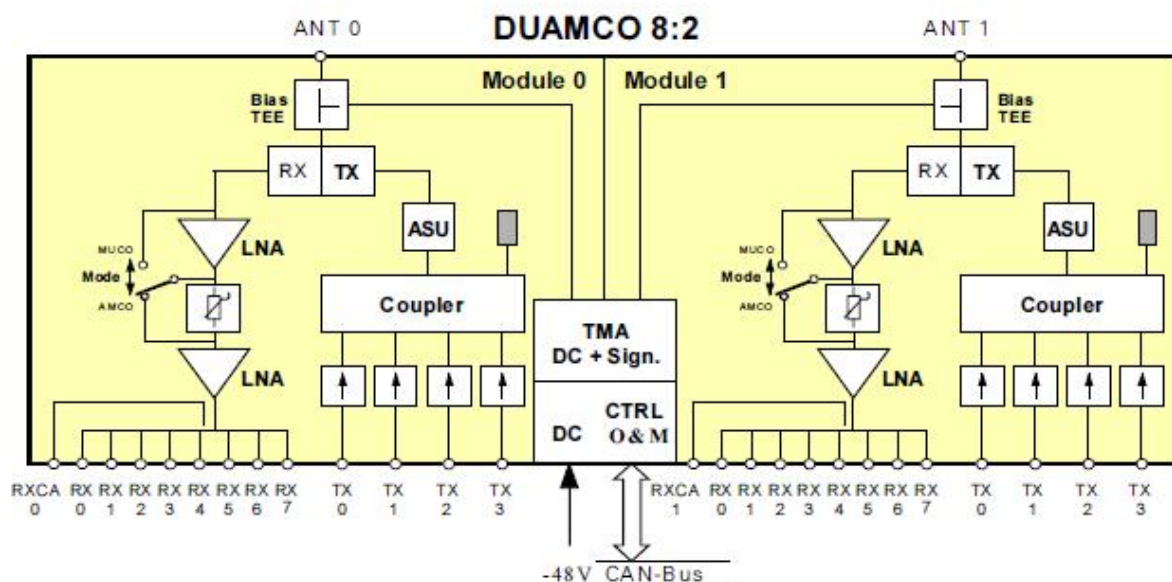 ANT 0 DUAMCO 8:2 ANT 1
Module 0 Module 1
Bias
TEE
Bias
TEE
RX TX
RX TX
ASU
ASU
LNA
LNA
MUCO
Mode
AMCO
MUCO
Mode
AMCO
Coupler
Coupler
TMA
DC + Sign.
LNA
LNA
DC
CTRL
O & M
RXCA
0
RX
0
RX
1
RX
2
RX
3
RX
4
RX
5
RX
6
RX
7
TX
0
TX
1
TX
2
TX
3
RXCA
1
RX
0
RX
1
RX
2
RX
3
RX
4
RX
5
RX
6
RX
7
TX
0
TX
1
TX
2
TX
3
-48V CAN-Bus